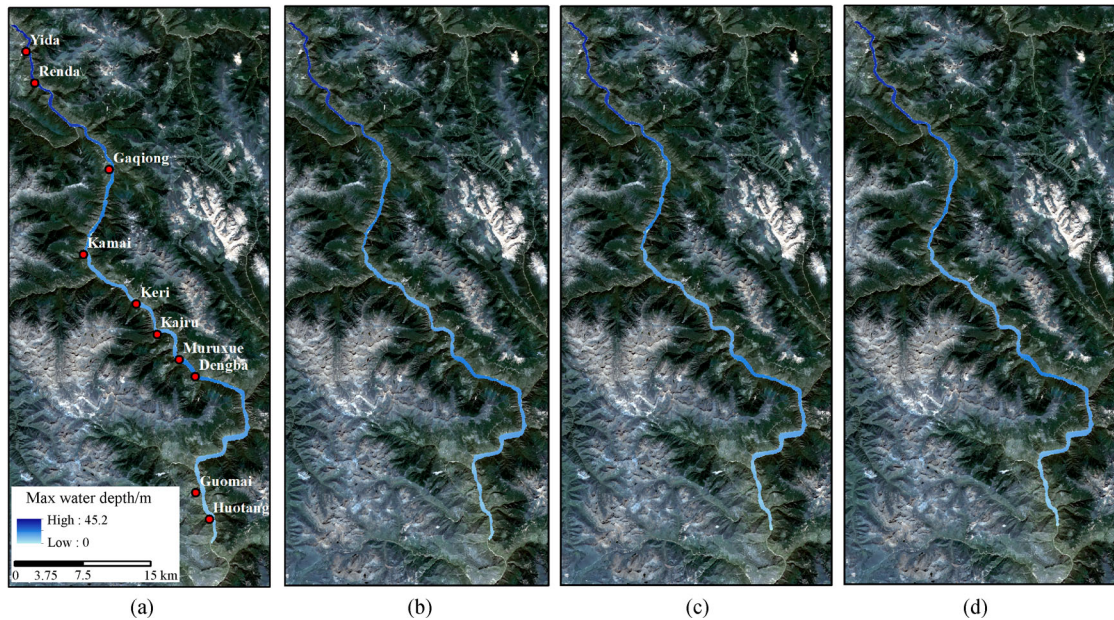 Yida
Renda
Gaqiong
Kamai
Keri
Kajru
Muruxue
Dengba
Guomai
Huotang
Max water depth/m
High : 45.2
Low : 0
0 3.75 7.5 15 km
(a) (b) (c) (d)